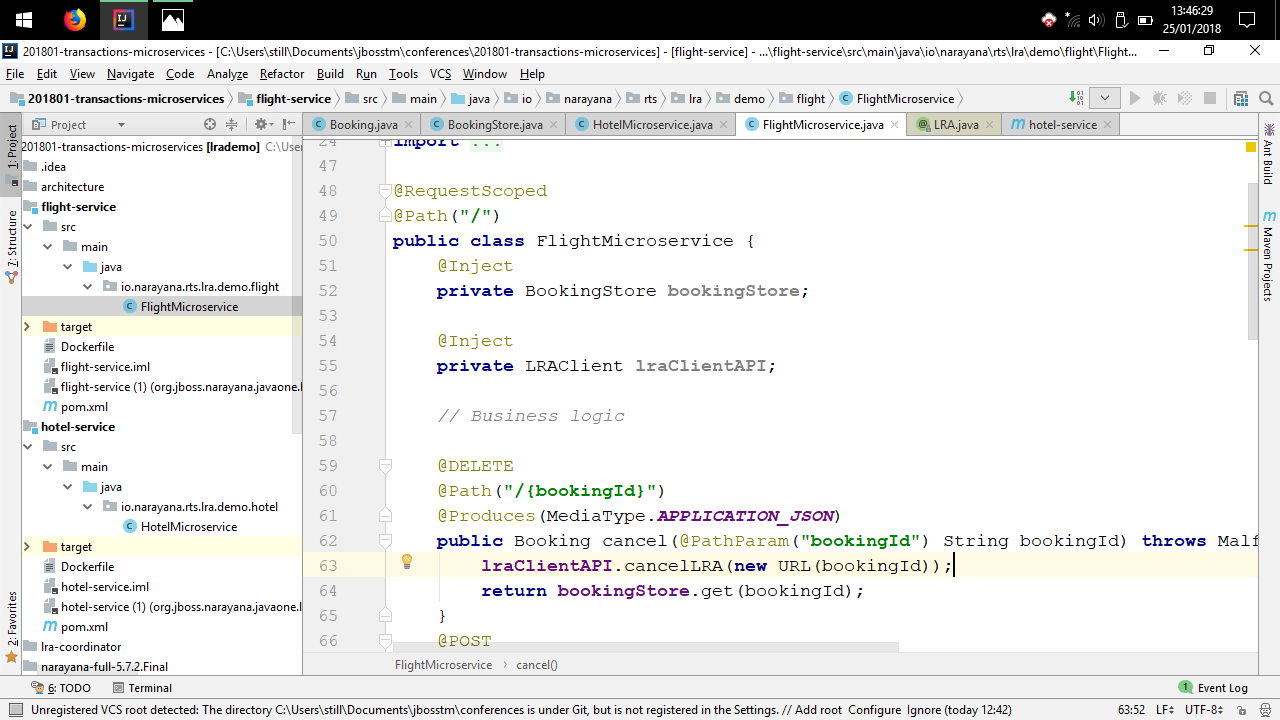 13:46:29
25/01/2018
201801-transactions-microservices - [C:\Users\still\Documents\jbosstm\conferences\201801-transactions-microservices] - [flight-service] - ...\flight-service\src\main\java\io\narayana\rts\lra\demo\flight\Flight...
File Edit View Navigate Code Analyze Refactor Build Run Tools VCS Window Help
201801-transactions-microservices flight-service src main java io narayana rts lra demo flight FlightMicroservice
Project Booking.java BookingStore.java HotelMicroservice.java FlightMicroservice.java LRA.java hotel-service
1: Project
7: Structure
2: Favorites
201801-transactions-microservices [lrademo] C:\Use
.idea
architecture
flight-service
src
main
java
io.narayana.rts.lra.demo.flight
FlightMicroservice
target
Dockerfile
flight-service.iml
flight-service (1) (org.jboss.narayana.javaone.l
pom.xml
hotel-service
src
main
java
io.narayana.rts.lra.demo.hotel
HotelMicroservice
target
Dockerfile
hotel-service.iml
hotel-service (1) (org.jboss.narayana.javaone.l
pom.xml
lra-coordinator
narayana-full-5.7.2.Final
24 import ...
47
48 @RequestScoped
49 @Path("/")
50 public class FlightMicroservice {
51 @Inject
52 private BookingStore bookingStore;
53
54 @Inject
55 private LRAClient lraClientAPI;
56
57 // Business logic
58
59 @DELETE
60 @Path("/{bookingId}")
61 @Produces(MediaType.APPLICATION_JSON)
62 public Booking cancel(@PathParam("bookingId") String bookingId) throws Malf
63 lraClientAPI.cancelLRA(new URL(bookingId));
64 return bookingStore.get(bookingId);
65 }
66 @POST
FlightMicroservice › cancel()
Ant Build
Maven Projects
6: TODO Terminal 1 Event Log
Unregistered VCS root detected: The directory C:\Users\still\Documents\jbosstm\conferences is under Git, but is not registered in the Settings. // Add root Configure Ignore (today 12:42) 63:52 LF UTF-8